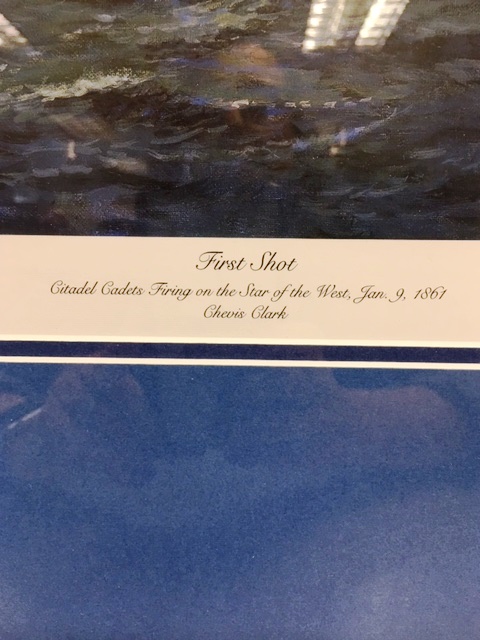 First Shot
Citadel Cadets Firing on the Star of the West, Jan. 9, 1861
Chevis Clark